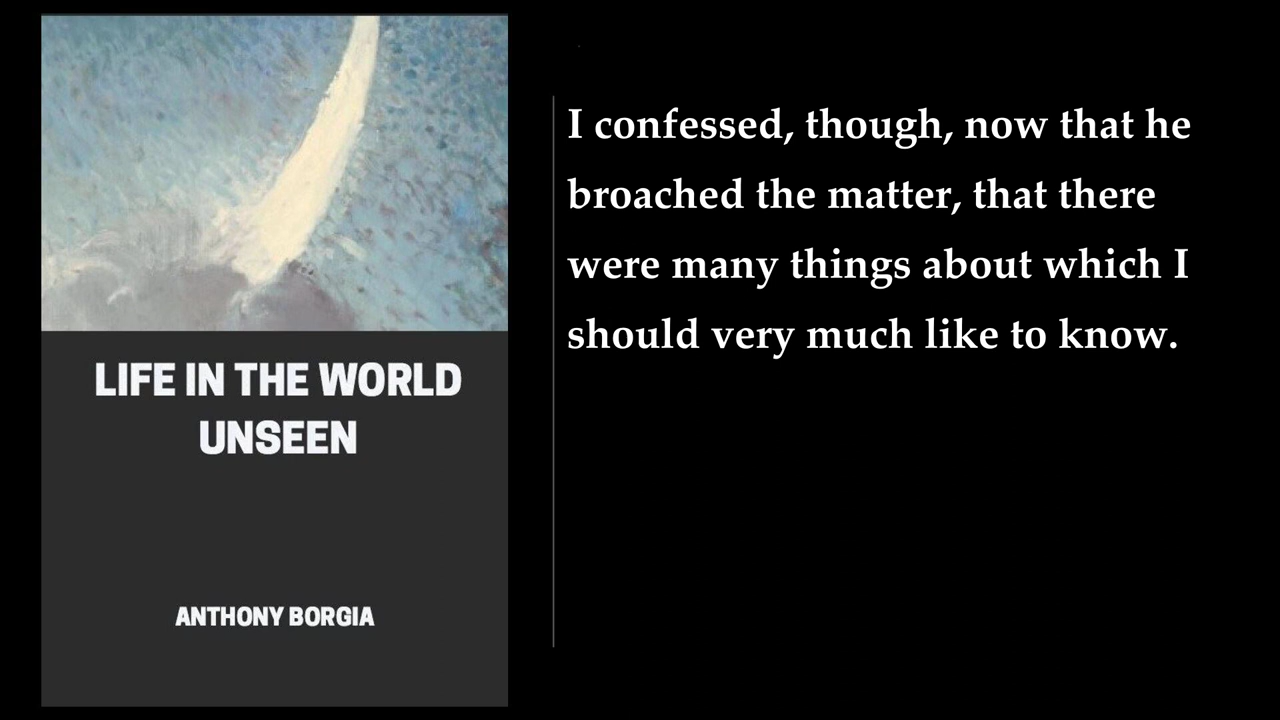 LIFE IN THE WORLD
UNSEEN
ANTHONY BORGIA
I confessed, though, now that he
broached the matter, that there
were many things about which I
should very much like to know.